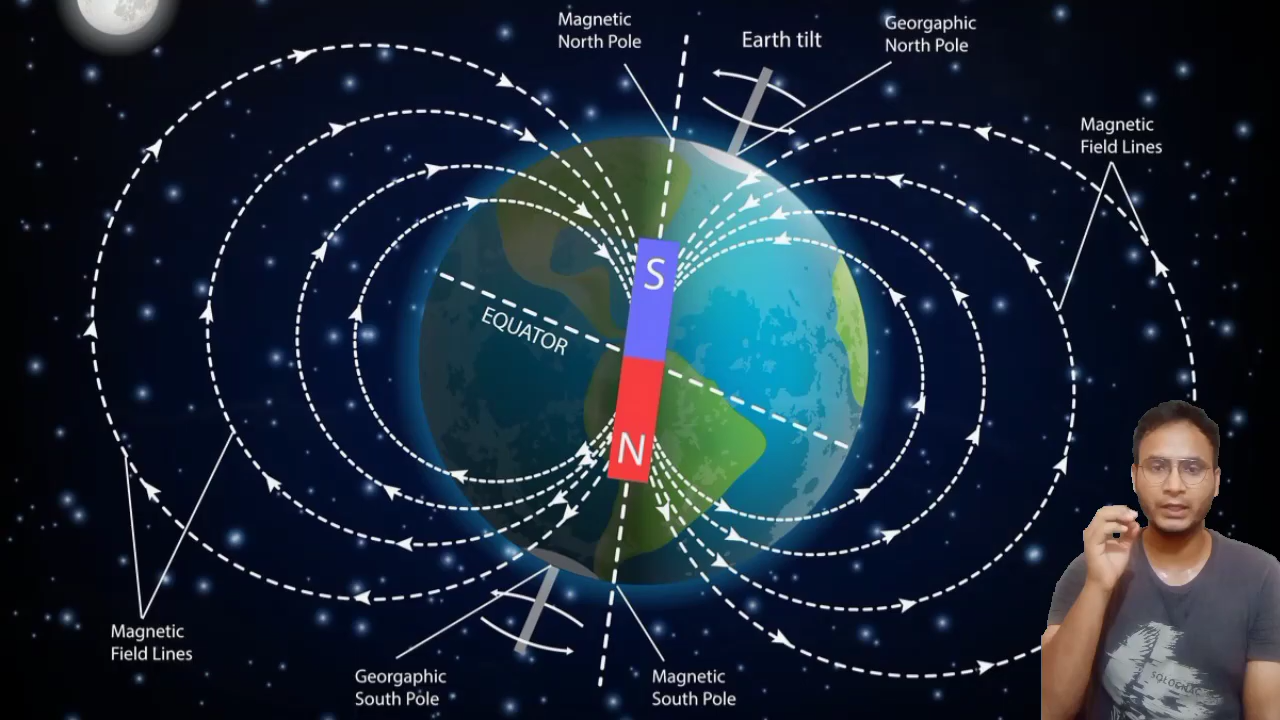 Magnetic
North Pole
Earth tilt
Georgaphic
North Pole
Magnetic
Field Lines
S
EQUATOR
N
Magnetic
Field Lines
Georgaphic
South Pole
Magnetic
South Pole